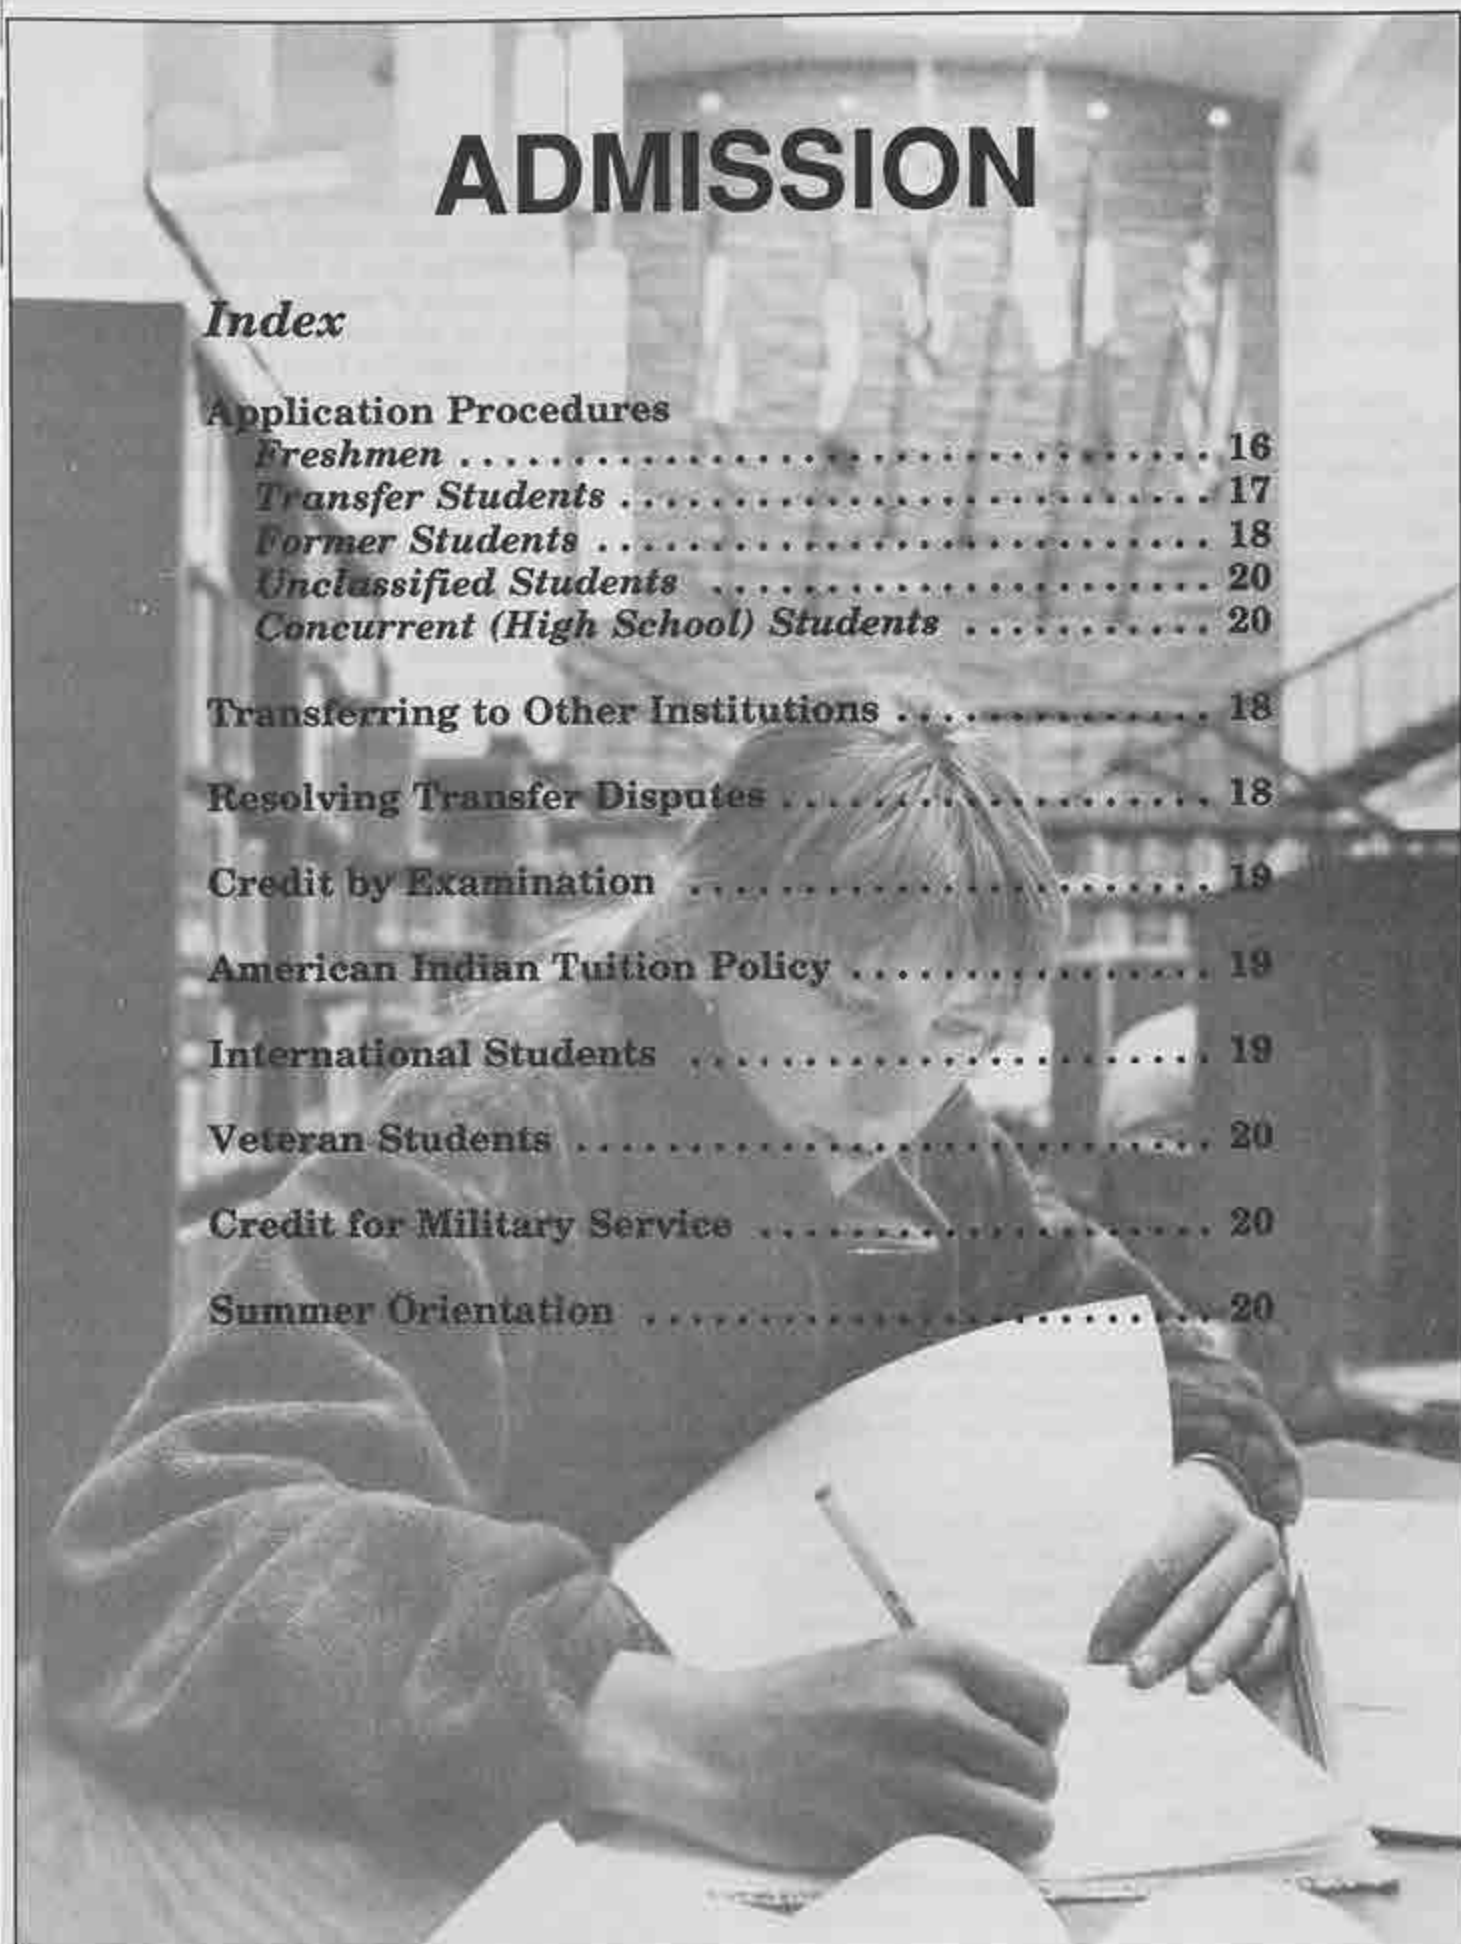 ADMISSION
Index
Application Procedures
Freshmen ................................. 16
Transfer Students .......................... 17
Former Students ........................... 18
Unclassified Students ...................... 20
Concurrent (High School) Students ........... 20
Transferring to Other Institutions .............. 18
Resolving Transfer Disputes ................... 18
Credit by Examination ....................... 19
American Indian Tuition Policy ................ 19
International Students ....................... 19
Veteran Students ............................ 20
Credit for Military Service .................... 20
Summer Orientation ......................... 20